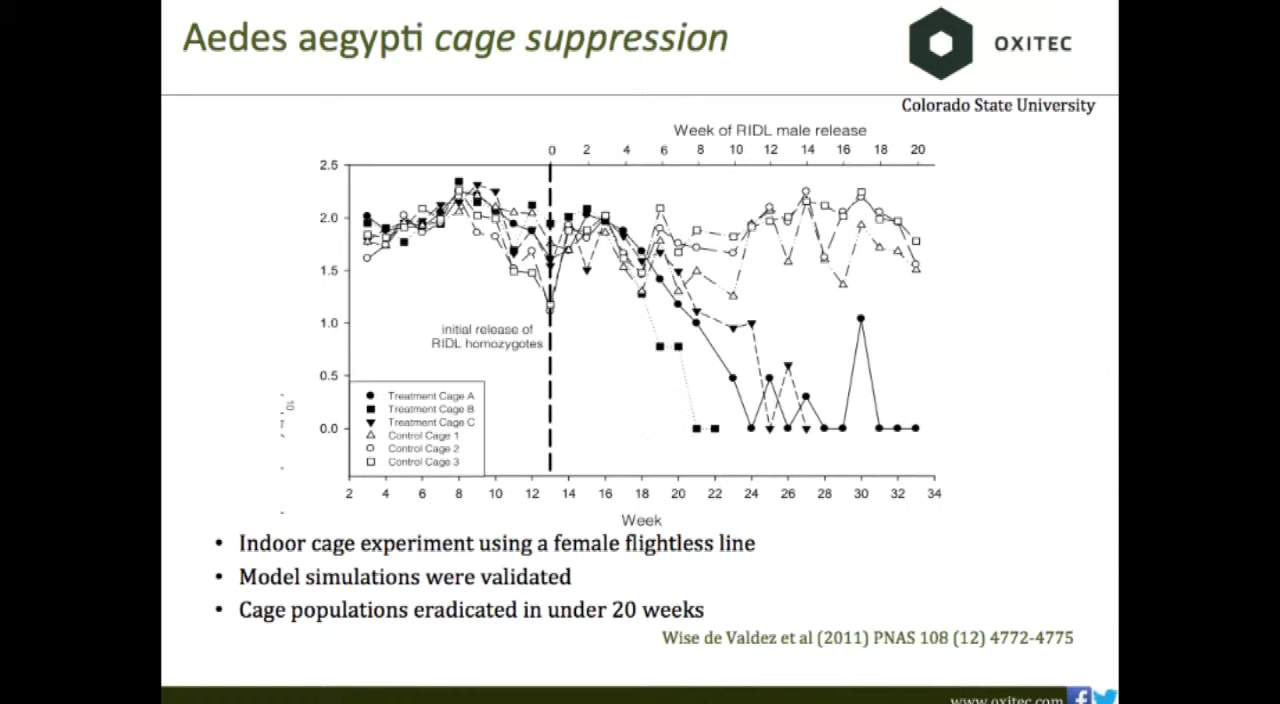 Aedes aegypti cage suppression
OXITEC
Colorado State University
Week of RIDL male release
0 2 4 6 8 10 12 14 16 18 20
2.5
2.0
1.5
1.0
0.5
0.0
initial release of
RIDL homozygotes
Treatment Cage A
Treatment Cage B
Treatment Cage C
Control Cage 1
Control Cage 2
Control Cage 3
10
2 4 6 8 10 12 14 16 18 20 22 24 26 28 30 32 34
Week
• Indoor cage experiment using a female flightless line
• Model simulations were validated
• Cage populations eradicated in under 20 weeks
Wise de Valdez et al (2011) PNAS 108 (12) 4772-4775
www.oxitec.com